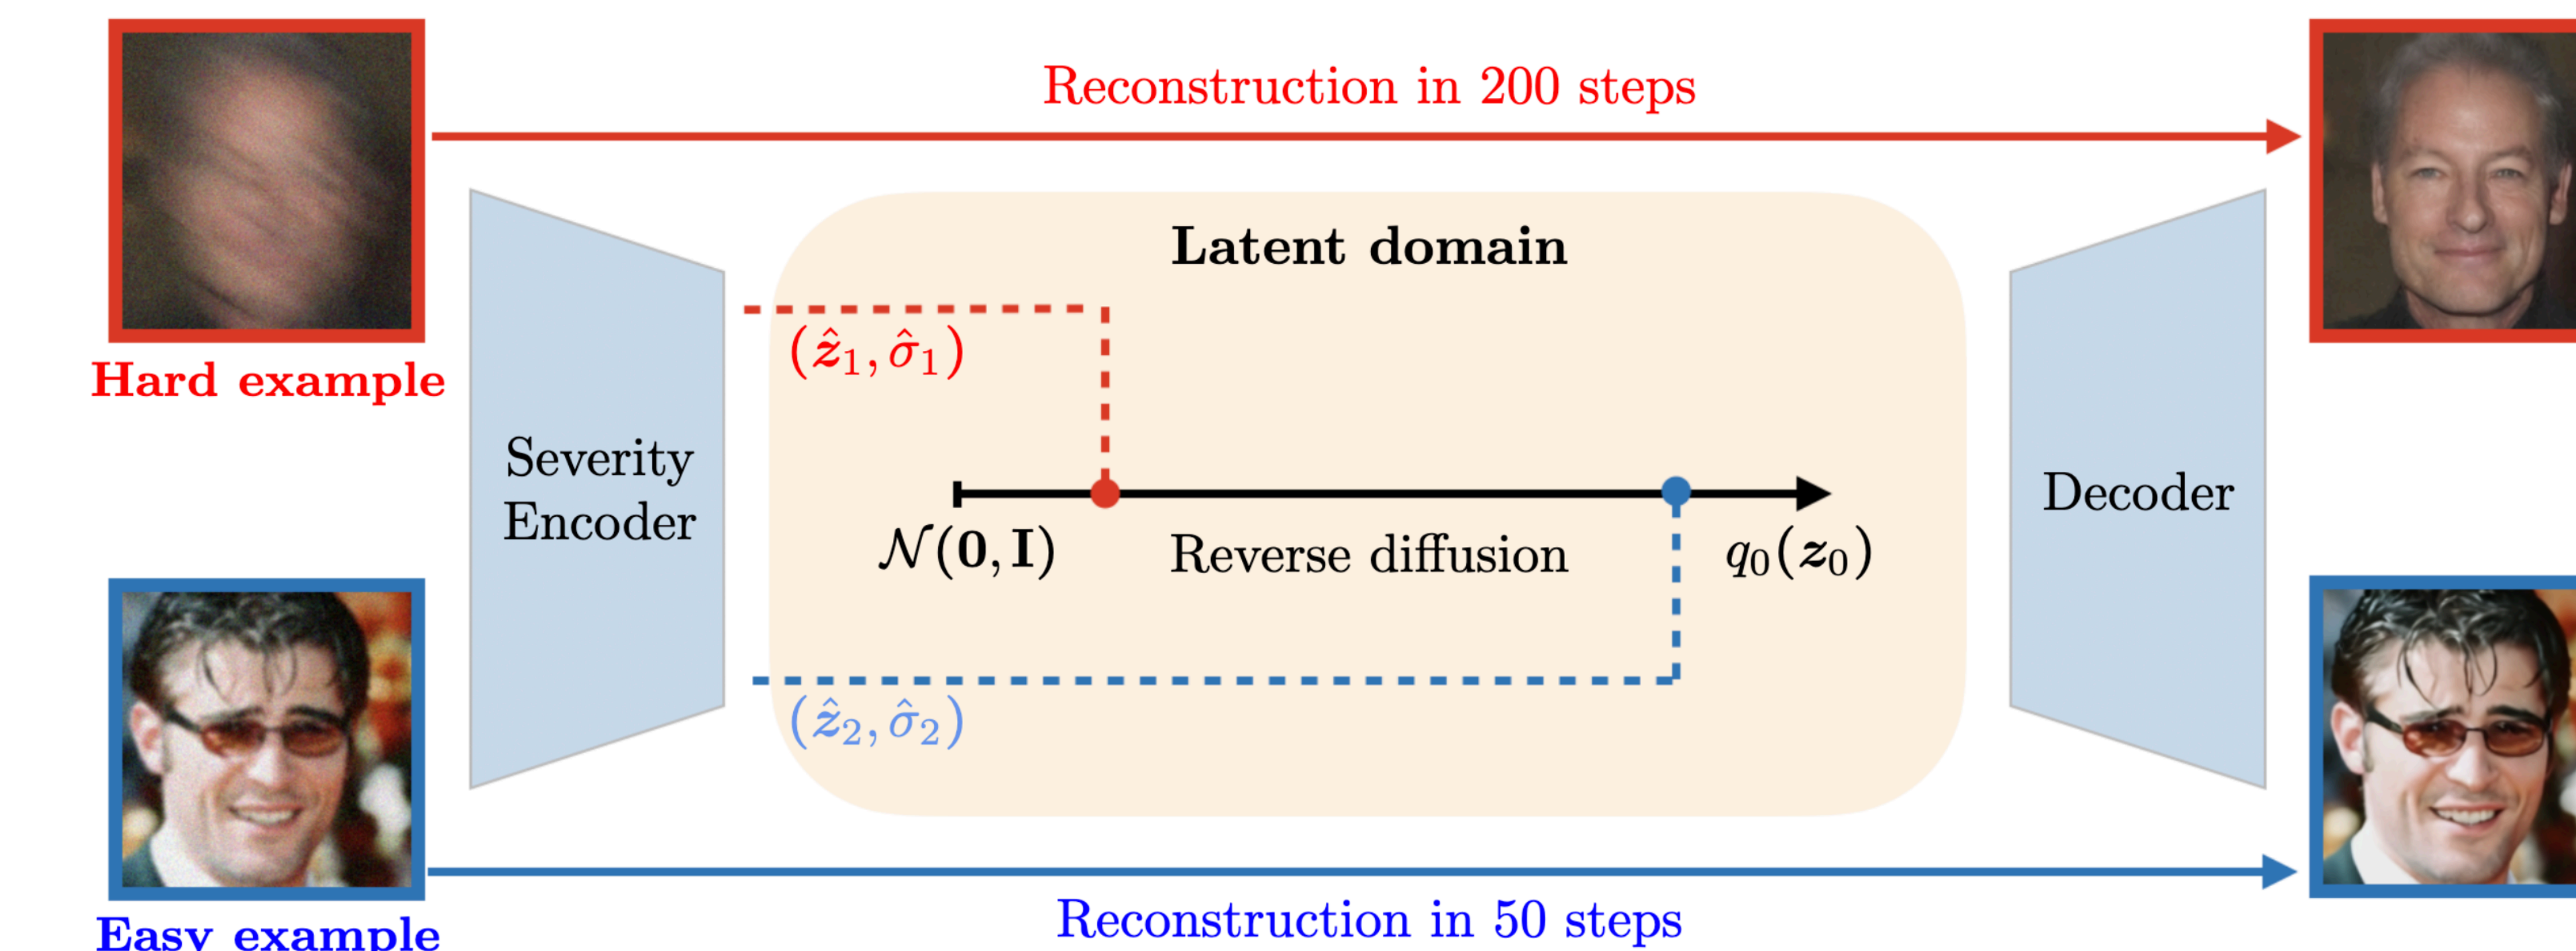 Reconstruction in 200 steps
Latent domain
(ẑ₁, σ̂₁)
Hard example
Severity
Encoder
Decoder
𝒩(0, I)
Reverse diffusion
q₀(z₀)
(ẑ₂, σ̂₂)
Reconstruction in 50 steps
Easy example